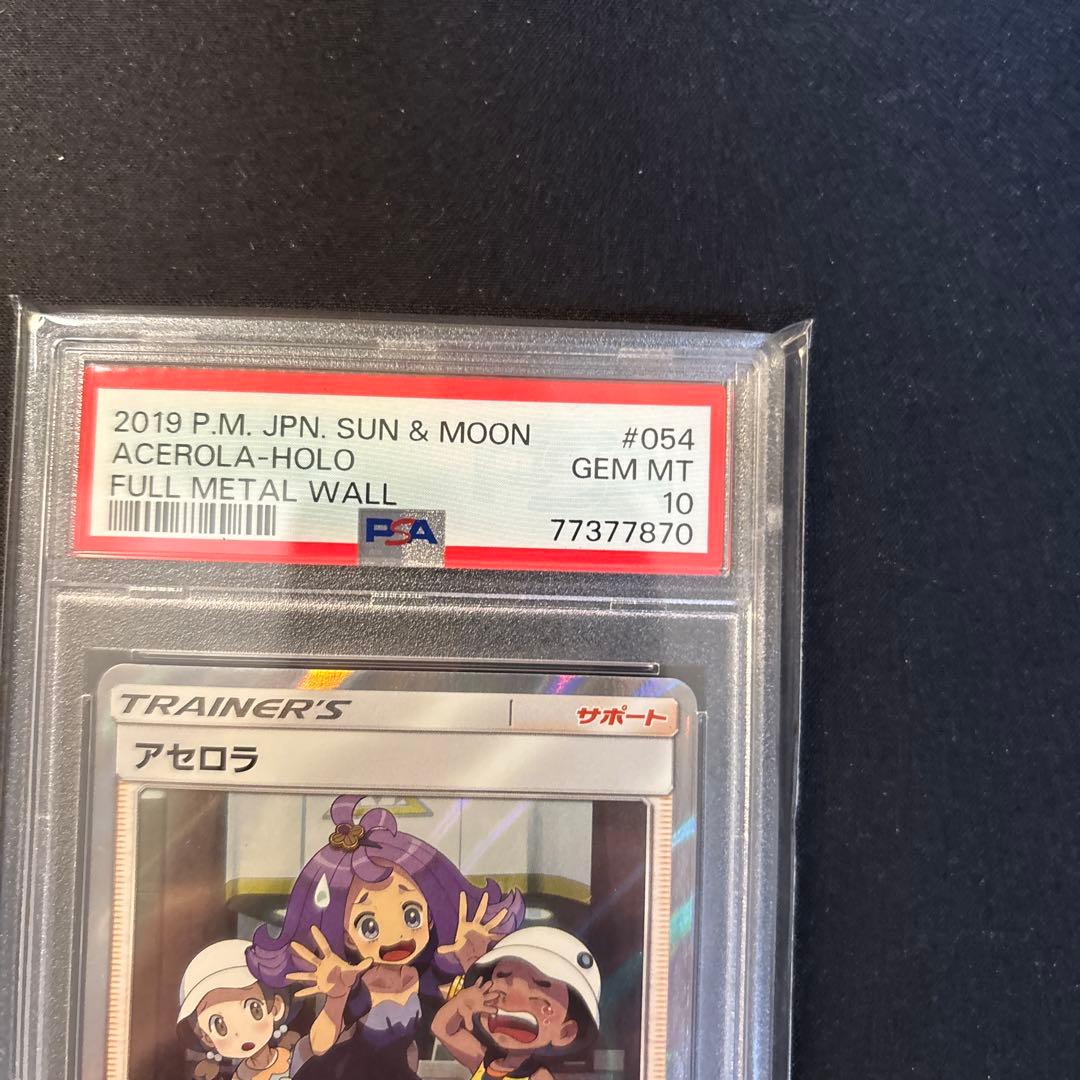 2019 P.M. JPN. SUN & MOON #054
ACEROLA-HOLO GEM MT
FULL METAL WALL 10
PSA 77377870
TRAINER'S サポート
アセロラ